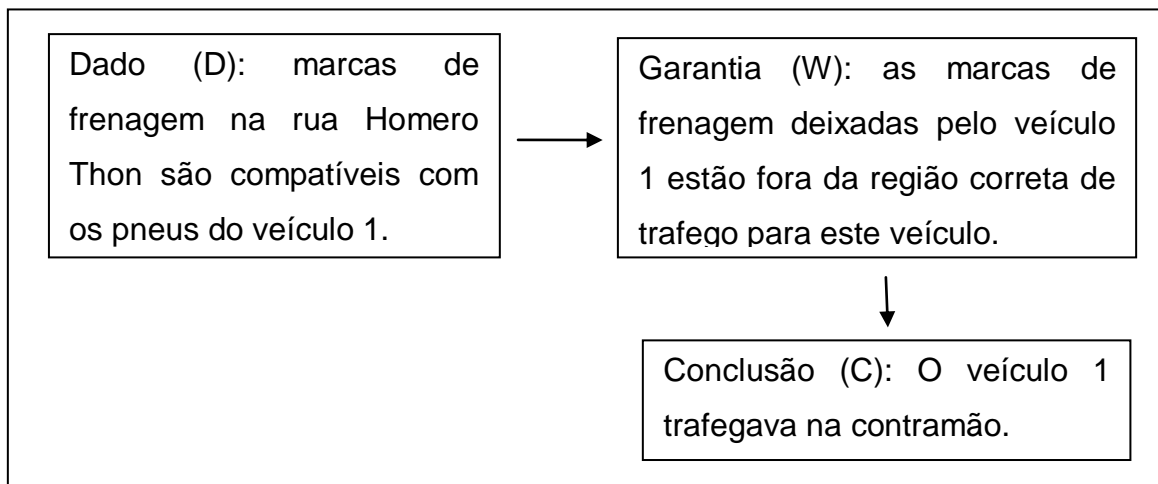 Dado (D): marcas de
frenagem na rua Homero
Thon são compatíveis com
os pneus do veículo 1.
Garantia (W): as marcas de
frenagem deixadas pelo veículo
1 estão fora da região correta de
trafego para este veículo.
Conclusão (C): O veículo 1
trafegava na contramão.